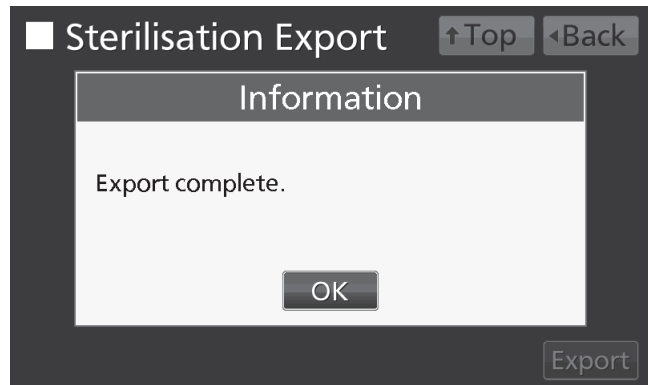 Sterilisation Export
↑Top
◂Back
Information
Export complete.
OK
Export